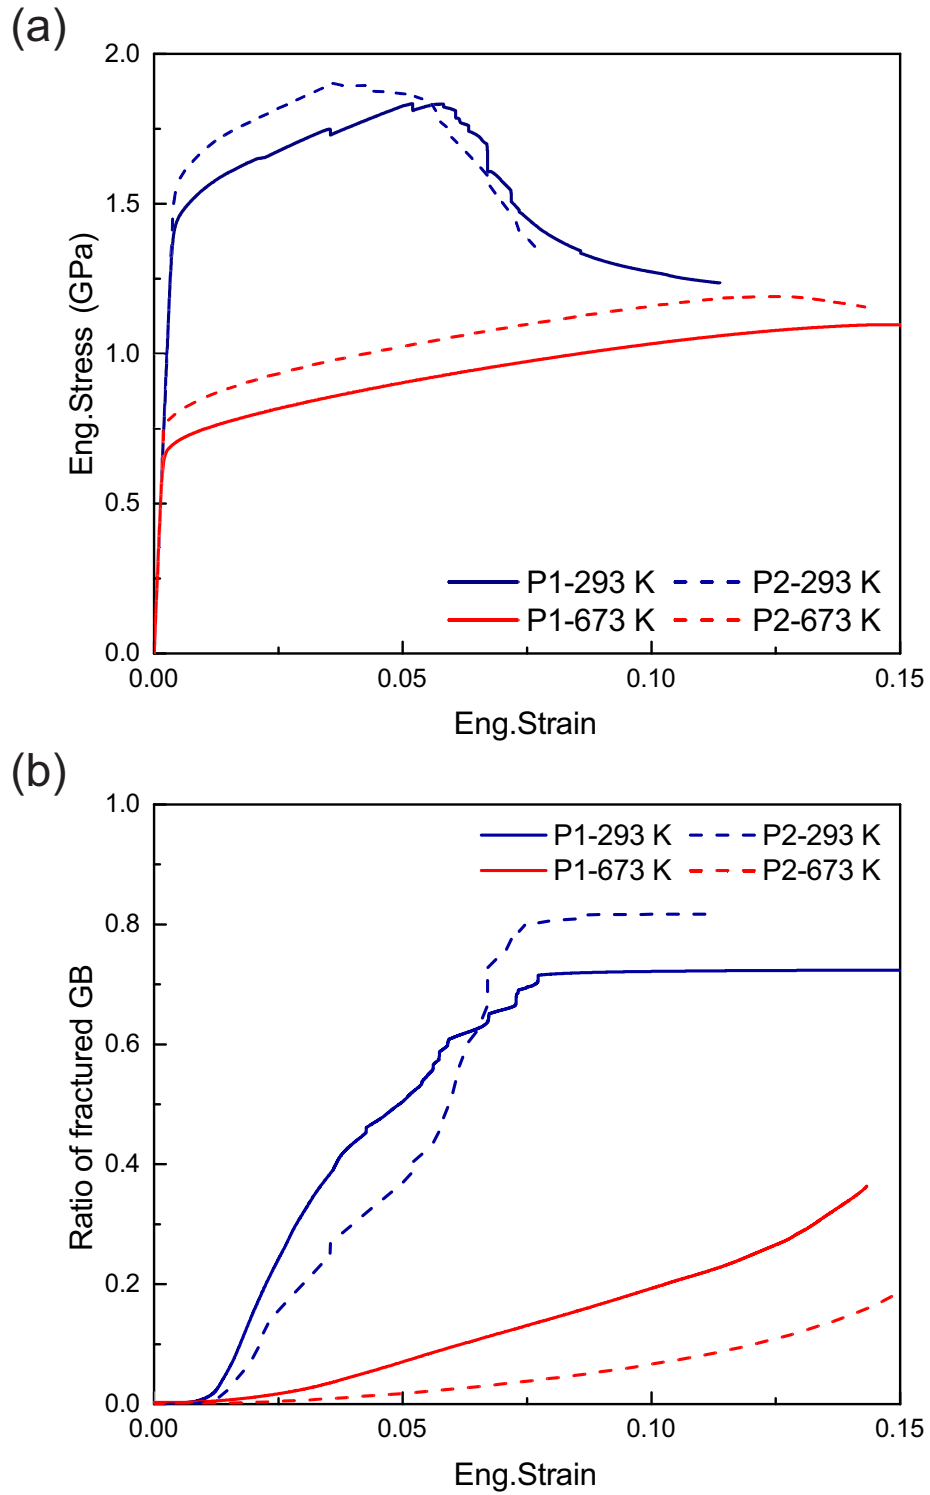 (a)
2.0
1.5
1.0
0.5
0.0
Eng.Stress (GPa)
P1-293 K P2-293 K
P1-673 K P2-673 K
0.00 0.05 0.10 0.15
Eng.Strain
(b)
1.0
0.8
0.6
0.4
0.2
0.0
Ratio of fractured GB
P1-293 K P2-293 K
P1-673 K P2-673 K
0.00 0.05 0.10 0.15
Eng.Strain